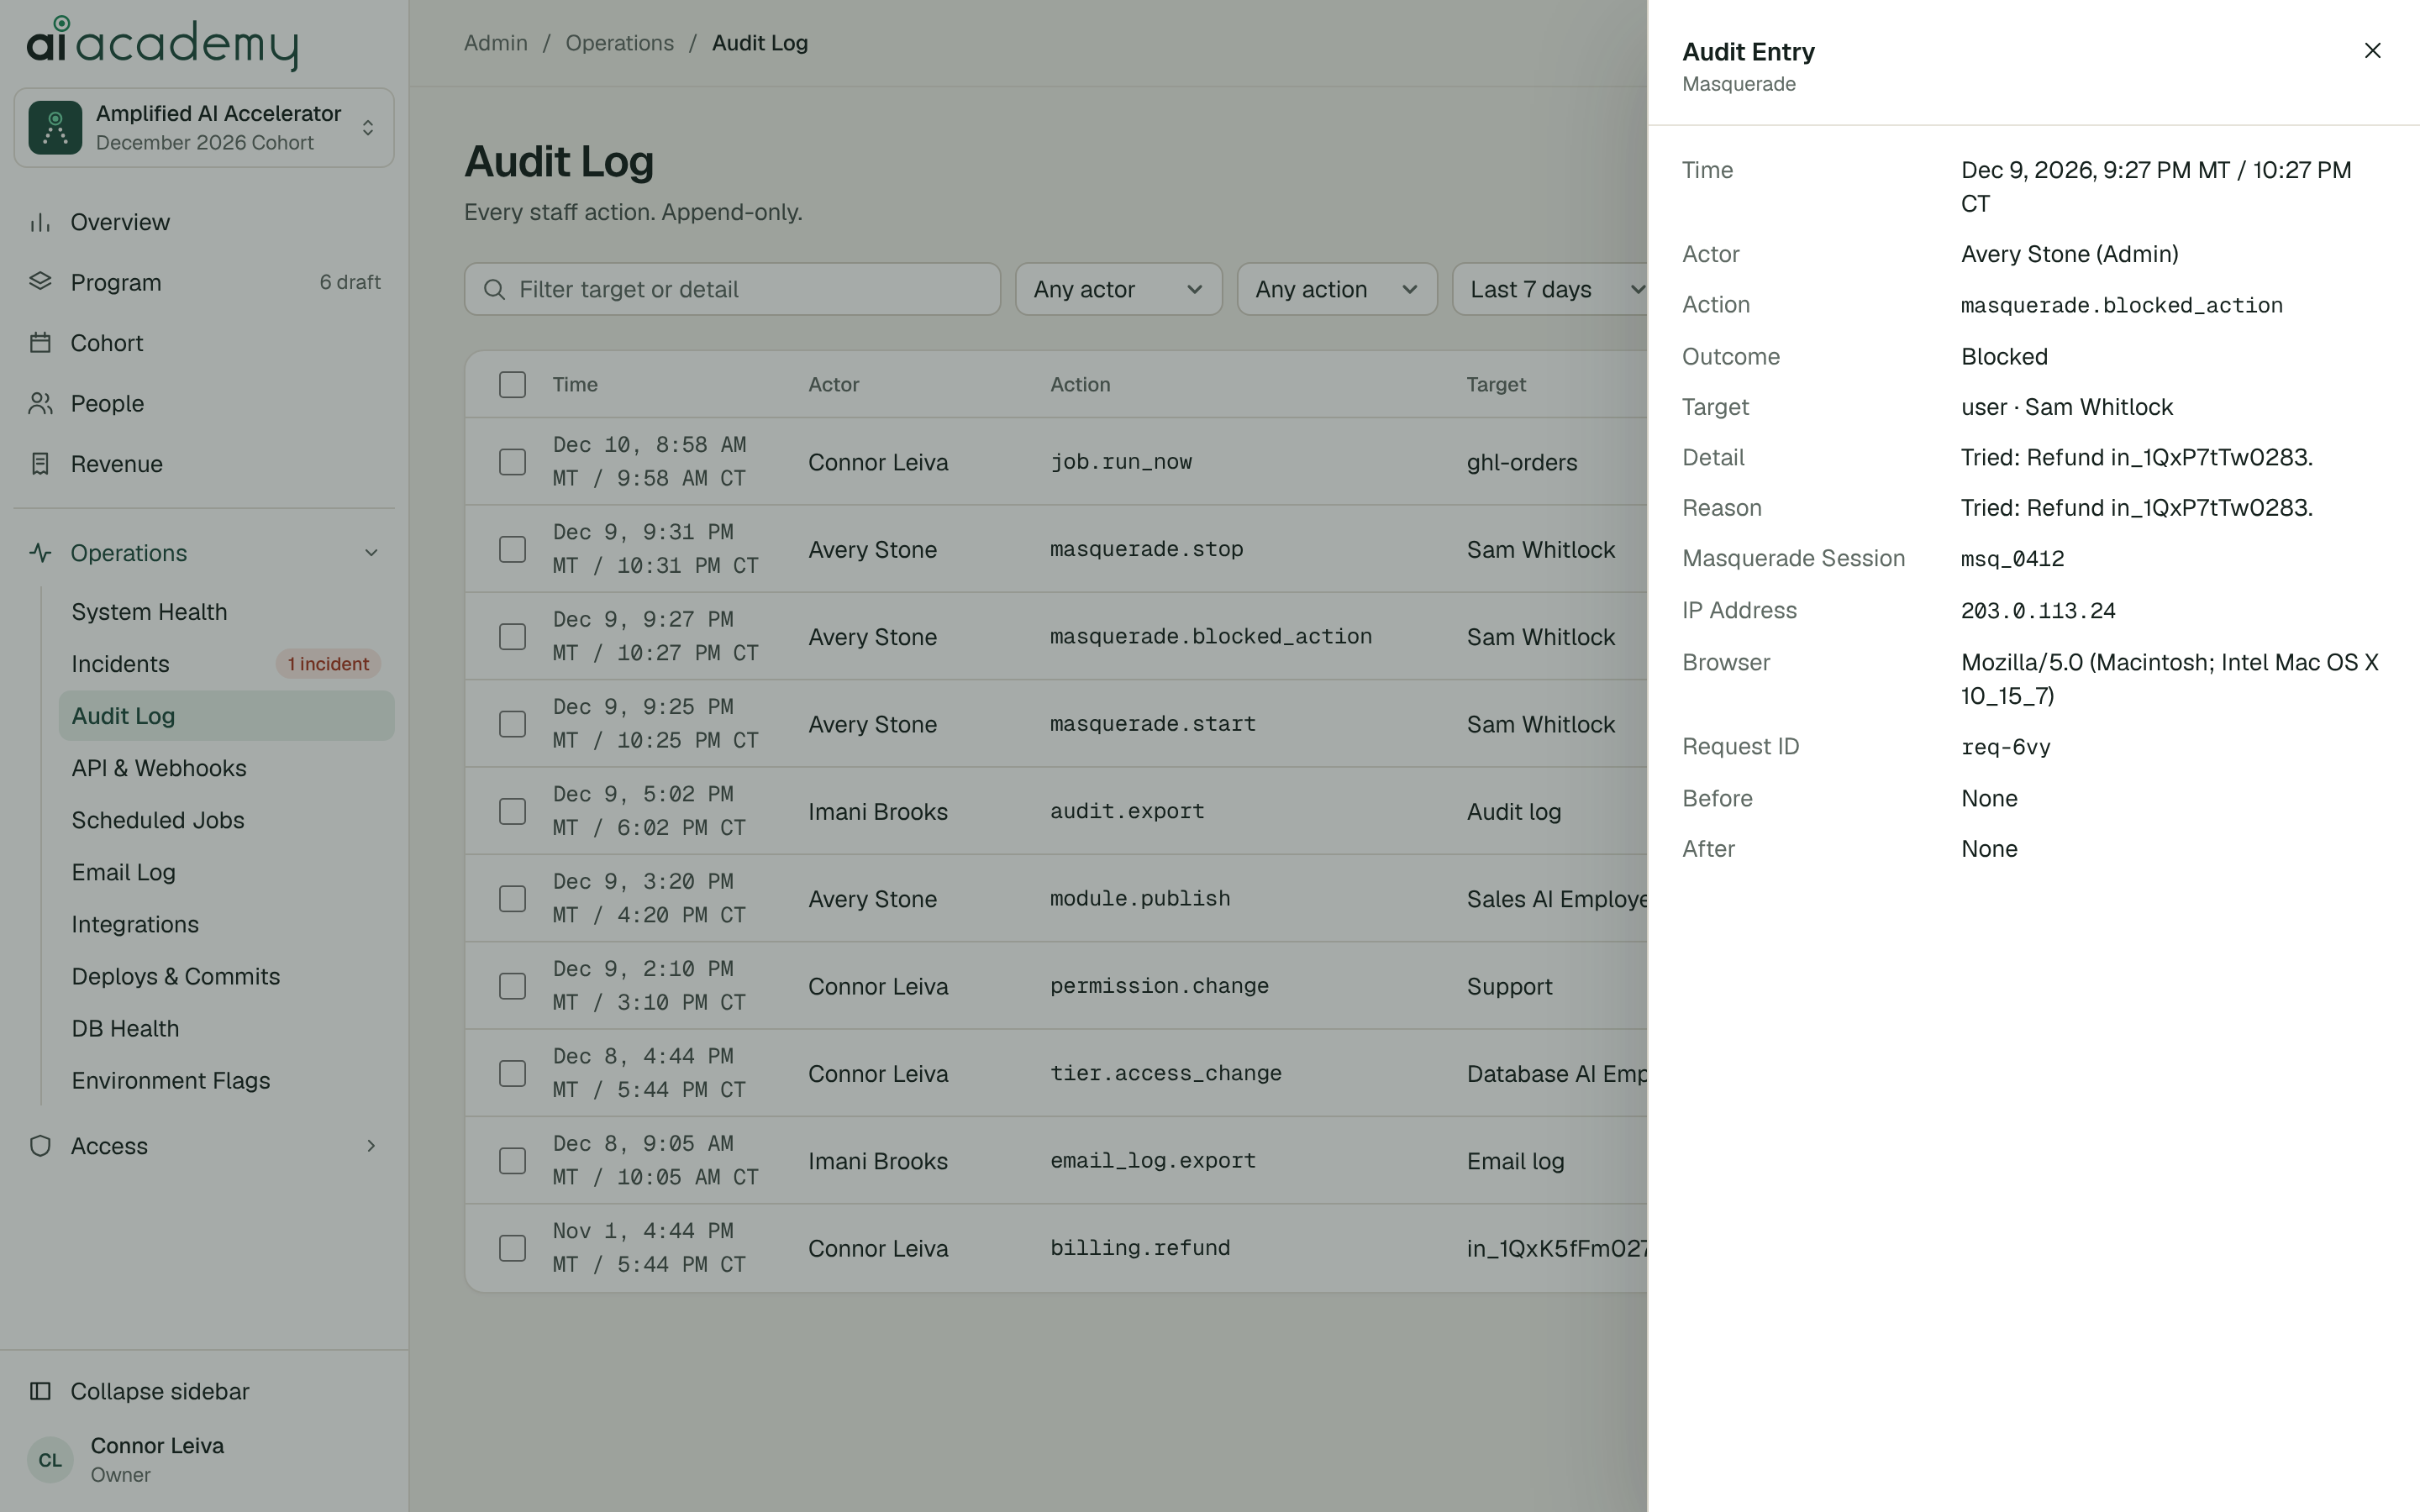 ai academy
Amplified AI Accelerator
December 2026 Cohort
Overview
Program 6 draft
Cohort
People
Revenue
Operations
System Health
Incidents 1 incident
Audit Log
API & Webhooks
Scheduled Jobs
Email Log
Integrations
Deploys & Commits
DB Health
Environment Flags
Access
Collapse sidebar
CL
Connor Leiva
Owner
Admin / Operations / Audit Log
Audit Log
Every staff action. Append-only.
Filter target or detail
Any actor
Any action
Last 7 days
Time Actor Action Target
Dec 10, 8:58 AM
MT / 9:58 AM CT
Connor Leiva
job.run_now
ghl-orders
Dec 9, 9:31 PM
MT / 10:31 PM CT
Avery Stone
masquerade.stop
Sam Whitlock
Dec 9, 9:27 PM
MT / 10:27 PM CT
Avery Stone
masquerade.blocked_action
Sam Whitlock
Dec 9, 9:25 PM
MT / 10:25 PM CT
Avery Stone
masquerade.start
Sam Whitlock
Dec 9, 5:02 PM
MT / 6:02 PM CT
Imani Brooks
audit.export
Audit log
Dec 9, 3:20 PM
MT / 4:20 PM CT
Avery Stone
module.publish
Sales AI Employe
Dec 9, 2:10 PM
MT / 3:10 PM CT
Connor Leiva
permission.change
Support
Dec 8, 4:44 PM
MT / 5:44 PM CT
Connor Leiva
tier.access_change
Database AI Emp
Dec 8, 9:05 AM
MT / 10:05 AM CT
Imani Brooks
email_log.export
Email log
Nov 1, 4:44 PM
MT / 5:44 PM CT
Connor Leiva
billing.refund
in_1QxK5fFm027
Audit Entry
Masquerade
Time Dec 9, 2026, 9:27 PM MT / 10:27 PM
CT
Actor Avery Stone (Admin)
Action masquerade.blocked_action
Outcome Blocked
Target user · Sam Whitlock
Detail Tried: Refund in_1QxP7tTw0283.
Reason Tried: Refund in_1QxP7tTw0283.
Masquerade Session msq_0412
IP Address 203.0.113.24
Browser Mozilla/5.0 (Macintosh; Intel Mac OS X
10_15_7)
Request ID req-6vy
Before None
After None